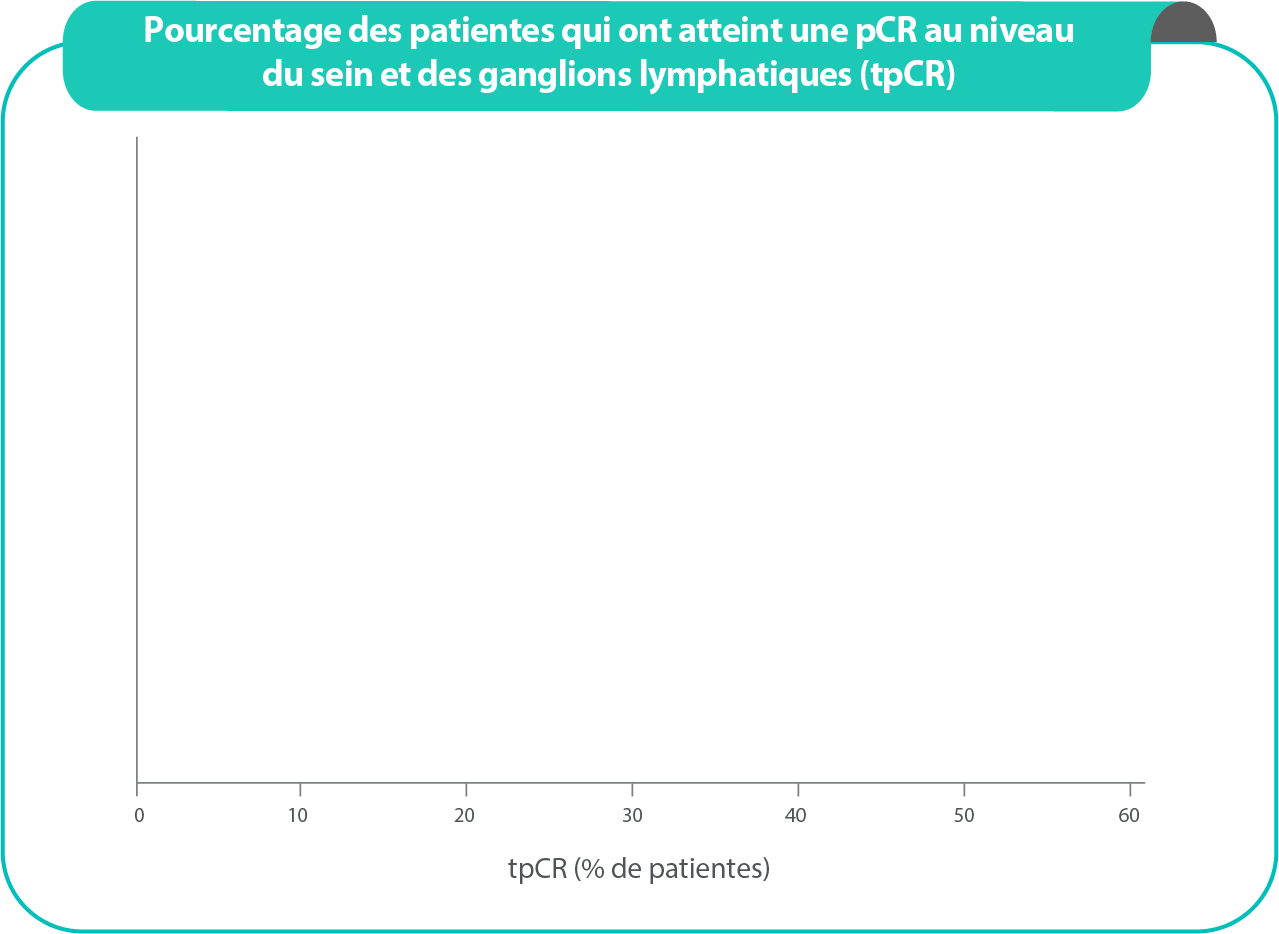 Pourcentage des patientes qui ont atteint une pCR au niveau
du sein et des ganglions lymphatiques (tpCR)
0 10 20 30 40 50 60
tpCR (% de patientes)